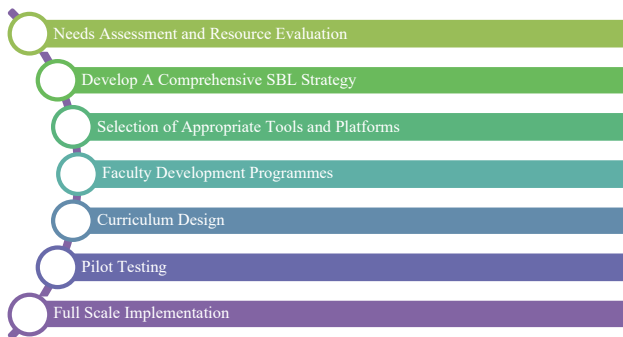 Needs Assessment and Resource Evaluation
Develop A Comprehensive SBL Strategy
Selection of Appropriate Tools and Platforms
Faculty Development Programmes
Curriculum Design
Pilot Testing
Full Scale Implementation